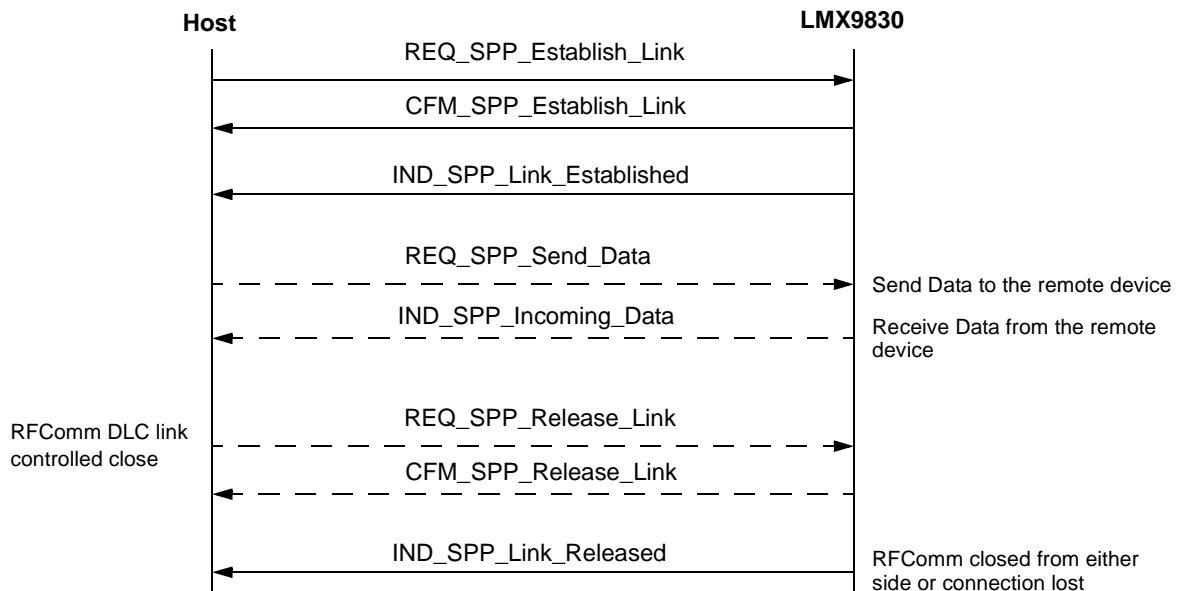 Host
LMX9830
REQ_SPP_Establish_Link
CFM_SPP_Establish_Link
IND_SPP_Link_Established
REQ_SPP_Send_Data
Send Data to the remote device
IND_SPP_Incoming_Data
Receive Data from the remote
device
REQ_SPP_Release_Link
RFComm DLC link
controlled close
CFM_SPP_Release_Link
IND_SPP_Link_Released
RFComm closed from either
side or connection lost